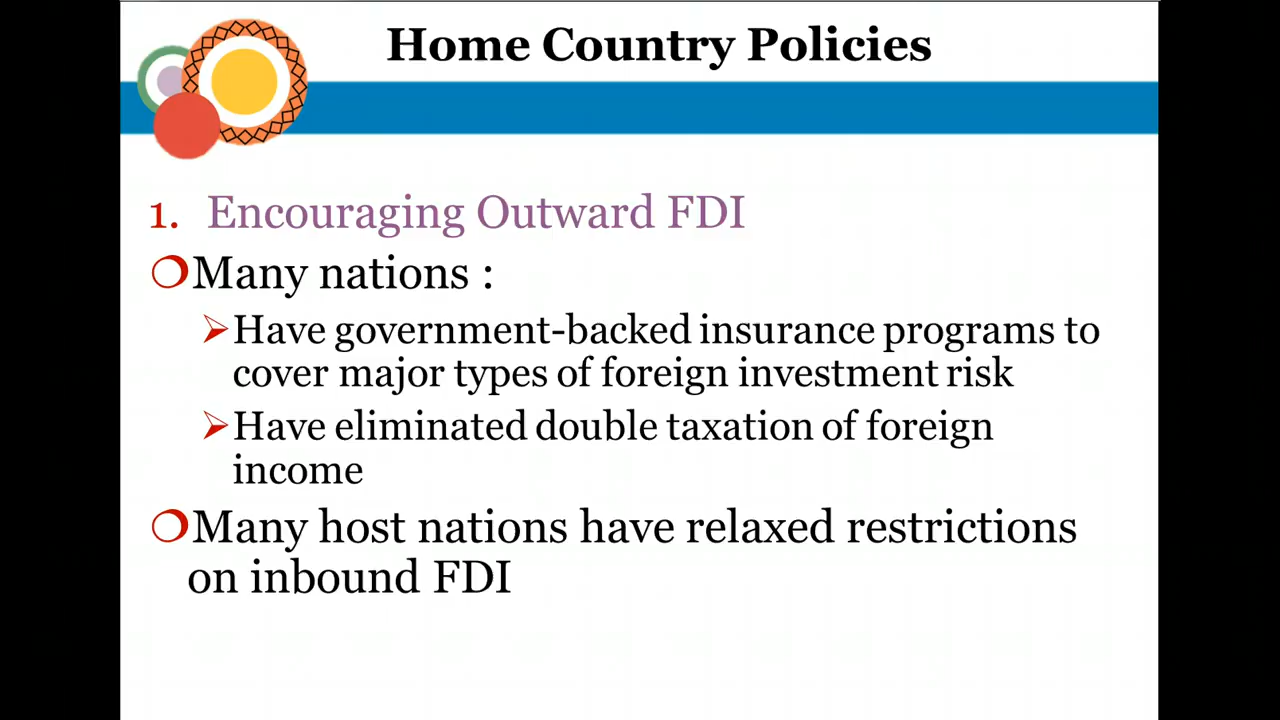 Home Country Policies
1. Encouraging Outward FDI
Many nations :
Have government-backed insurance programs to
cover major types of foreign investment risk
Have eliminated double taxation of foreign
income
Many host nations have relaxed restrictions
on inbound FDI